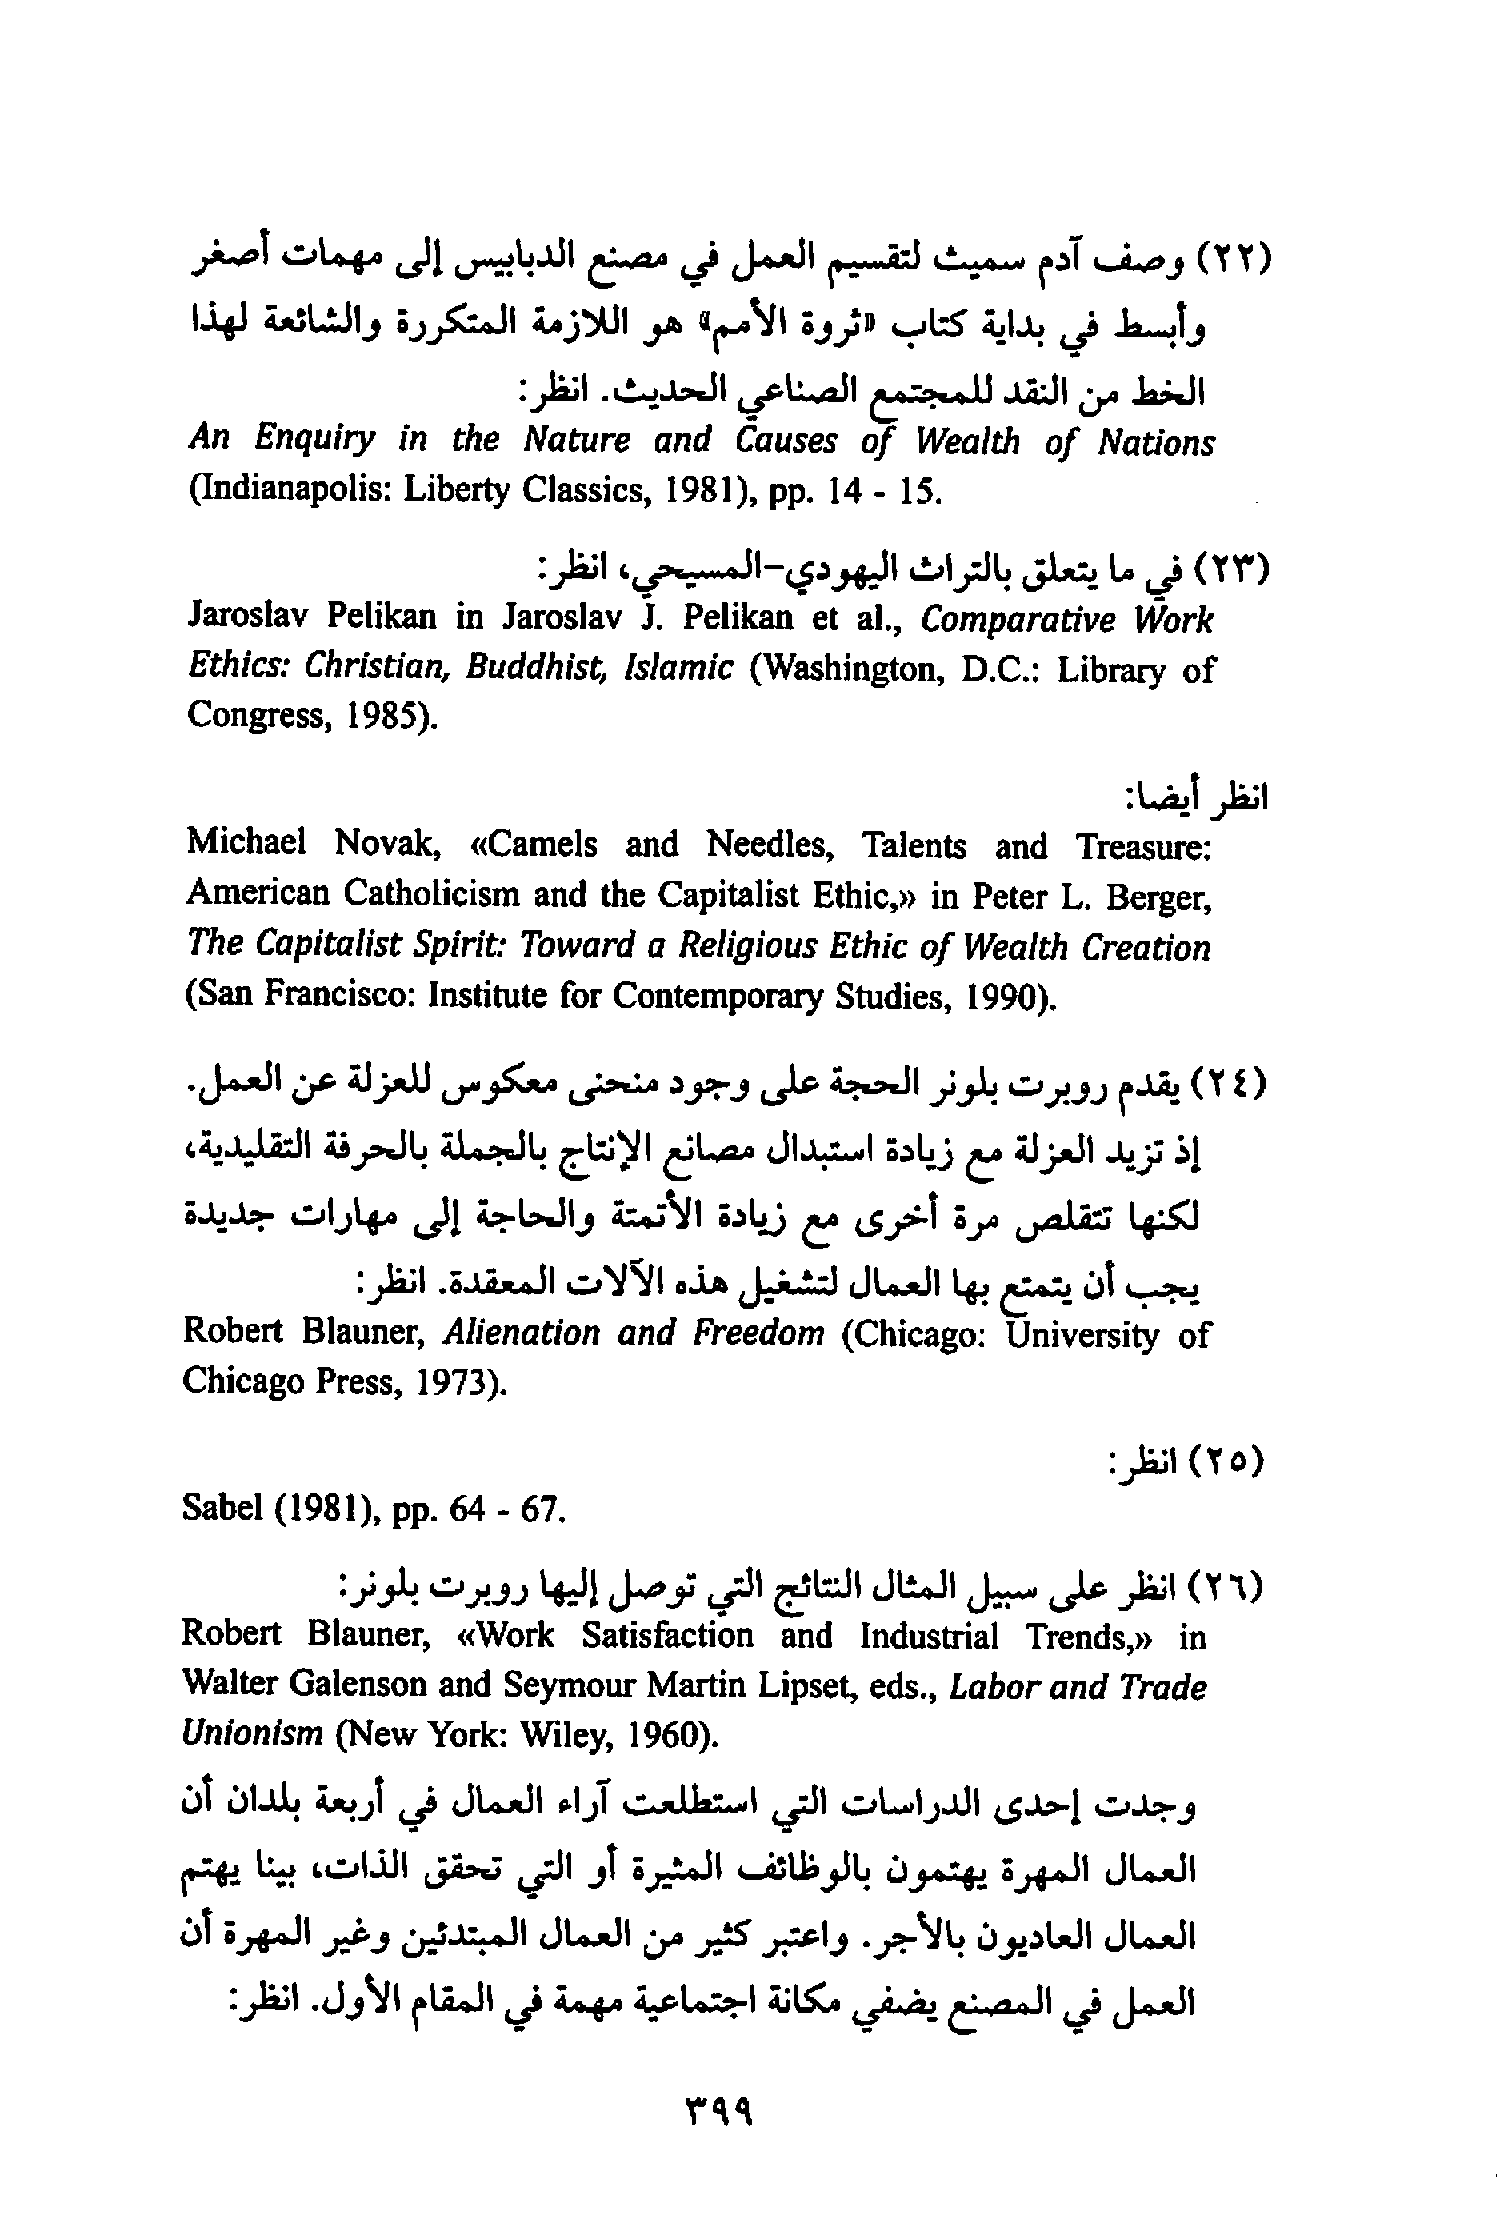 (٢٢) وصف آدم سميث لتقسيم العمل في مصنع الدبابيس إلى مهمات أصغر
وأبسط في بداية كتاب «ثروة الأمم» هو اللازمة المتكررة والشائعة لهذا
الخط من النقد للمجتمع الصناعي الحديث. انظر:
An Enquiry in the Nature and Causes of Wealth of Nations
(Indianapolis: Liberty Classics, 1981), pp. 14 - 15.
(٢٣) في ما يتعلق بالتراث اليهودي-المسيحي، انظر:
Jaroslav Pelikan in Jaroslav J. Pelikan et al., Comparative Work
Ethics: Christian, Buddhist, Islamic (Washington, D.C.: Library of
Congress, 1985).
انظر أيضا:
Michael Novak, «Camels and Needles, Talents and Treasure:
American Catholicism and the Capitalist Ethic,» in Peter L. Berger,
The Capitalist Spirit: Toward a Religious Ethic of Wealth Creation
(San Francisco: Institute for Contemporary Studies, 1990).
(٢٤) يقدم روبرت بلونر الحجة على وجود منحنى معكوس للعزلة عن العمل.
إذ تزيد العزلة مع زيادة استبدال مصانع الإنتاج بالجملة بالحرفة التقليدية،
لكنها تتقلص مرة أخرى مع زيادة الأتمتة والحاجة إلى مهارات جديدة
يجب أن يتمتع بها العمال لتشغيل هذه الآلات المعقدة. انظر:
Robert Blauner, Alienation and Freedom (Chicago: University of
Chicago Press, 1973).
(٢٥) انظر:
Sabel (1981), pp. 64 - 67.
(٢٦) انظر على سبيل المثال النتائج التي توصل إليها روبرت بلونر:
Robert Blauner, «Work Satisfaction and Industrial Trends,» in
Walter Galenson and Seymour Martin Lipset, eds., Labor and Trade
Unionism (New York: Wiley, 1960).
وجدت إحدى الدراسات التي استطلعت آراء العمال في أربعة بلدان أن
العمال المهرة يهتمون بالوظائف المثيرة أو التي تحقق الذات، بينا يهتم
العمال العاديون بالأجر. واعتبر كثير من العمال المبتدئين وغير المهرة أن
العمل في المصنع يضفي مكانة اجتماعية مهمة في المقام الأول. انظر:
٣٩٩